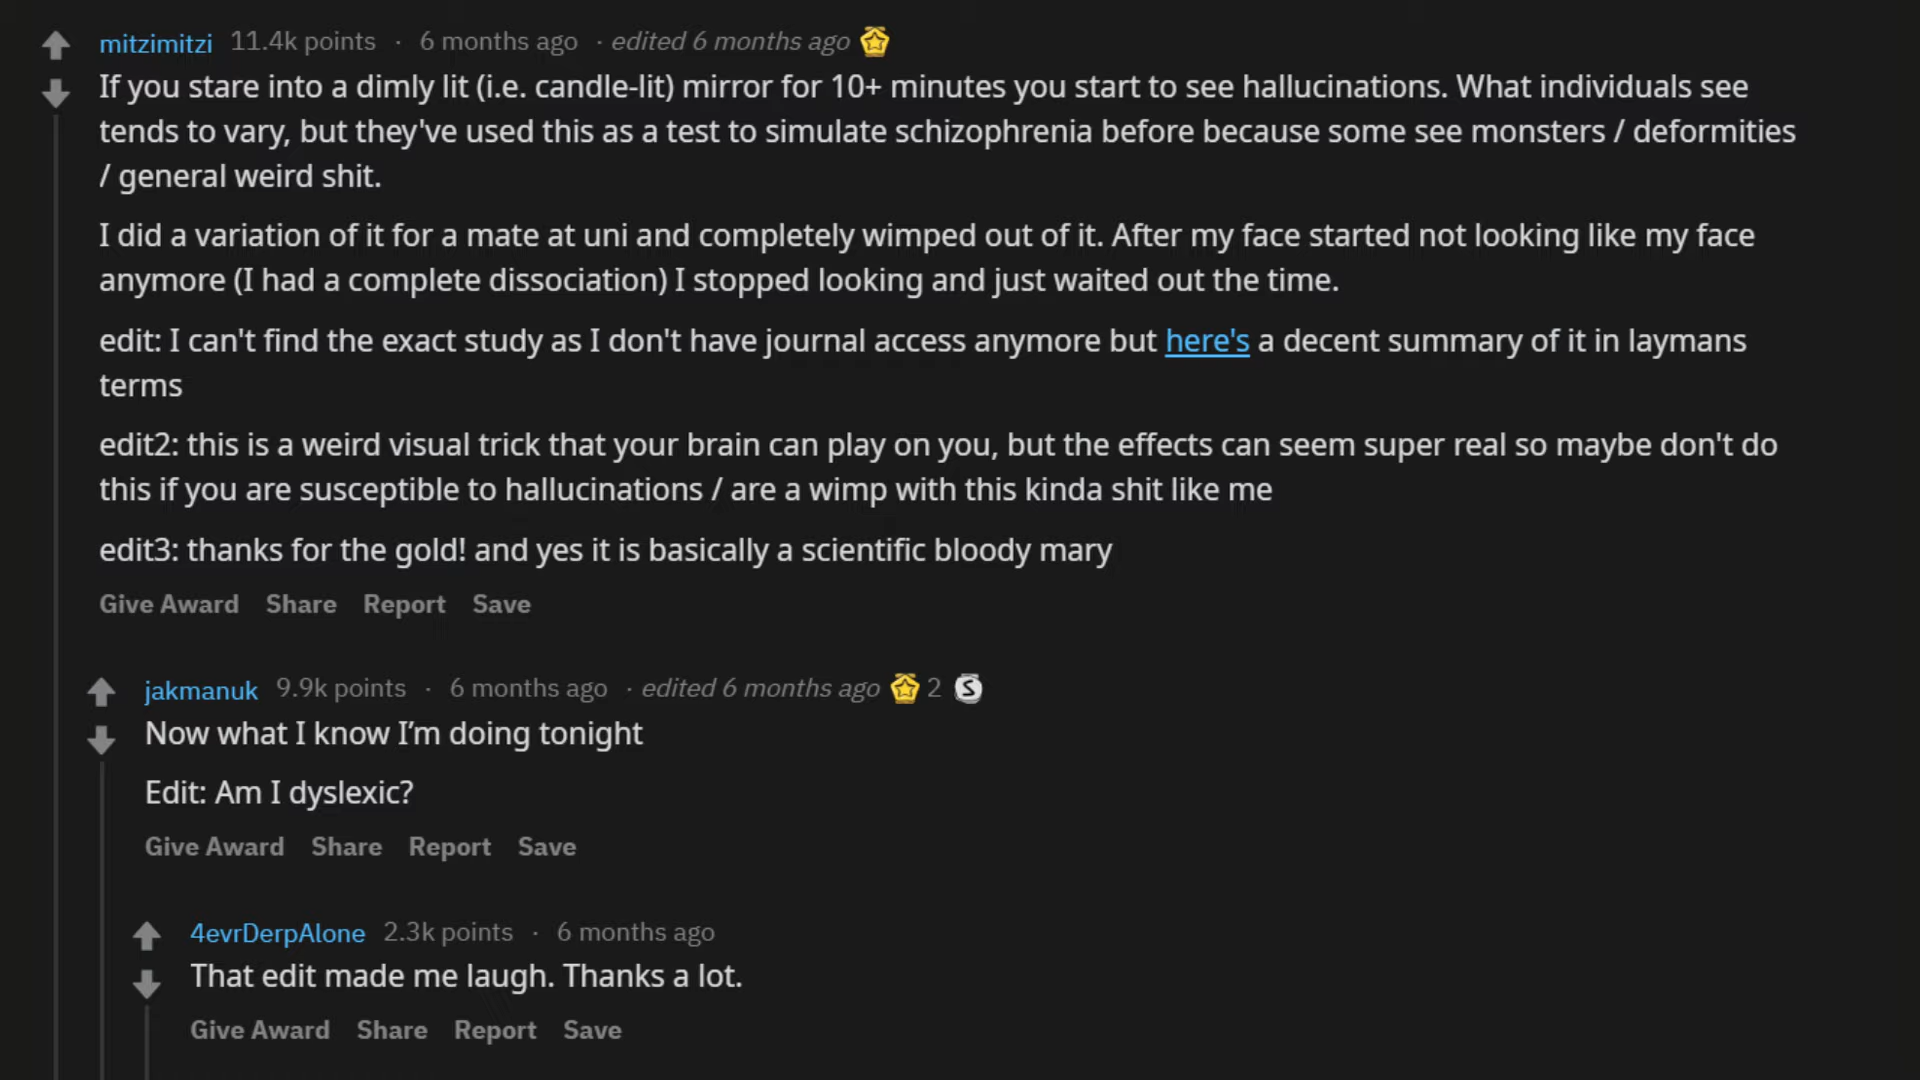 mitzimitzi 11.4k points · 6 months ago · edited 6 months ago
If you stare into a dimly lit (i.e. candle-lit) mirror for 10+ minutes you start to see hallucinations. What individuals see
tends to vary, but they've used this as a test to simulate schizophrenia before because some see monsters / deformities
/ general weird shit.
I did a variation of it for a mate at uni and completely wimped out of it. After my face started not looking like my face
anymore (I had a complete dissociation) I stopped looking and just waited out the time.
edit: I can't find the exact study as I don't have journal access anymore but here's a decent summary of it in laymans
terms
edit2: this is a weird visual trick that your brain can play on you, but the effects can seem super real so maybe don't do
this if you are susceptible to hallucinations / are a wimp with this kinda shit like me
edit3: thanks for the gold! and yes it is basically a scientific bloody mary
Give Award Share Report Save
jakmanuk 9.9k points · 6 months ago · edited 6 months ago 2 S
Now what I know I’m doing tonight
Edit: Am I dyslexic?
Give Award Share Report Save
4evrDerpAlone 2.3k points · 6 months ago
That edit made me laugh. Thanks a lot.
Give Award Share Report Save